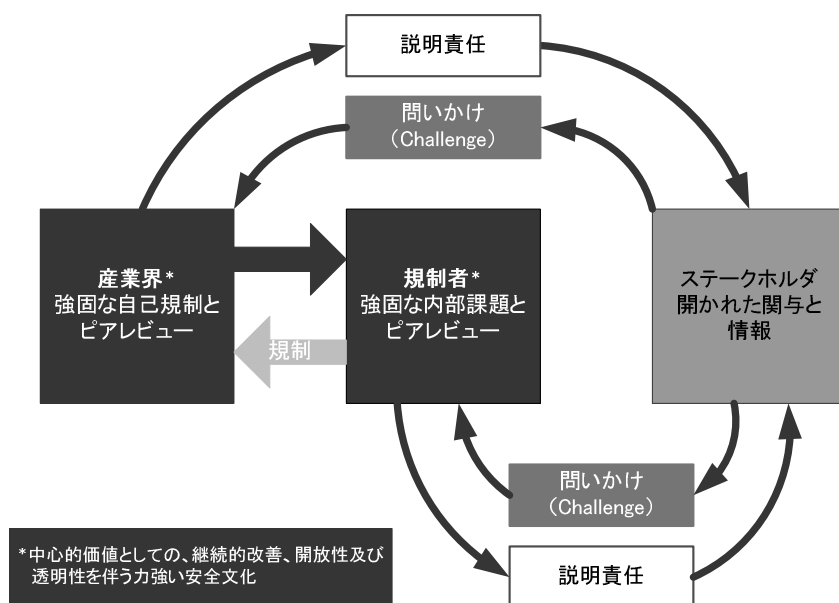 説明責任
問いかけ
（Challenge）
産業界*
強固な自己規制と
ピアレビュー
規制者*
強固な内部課題と
ピアレビュー
規制
ステークホルダ
開かれた関与と
情報
問いかけ
（Challenge）
説明責任
*中心的価値としての、継続的改善、開放性及び
透明性を伴う力強い安全文化